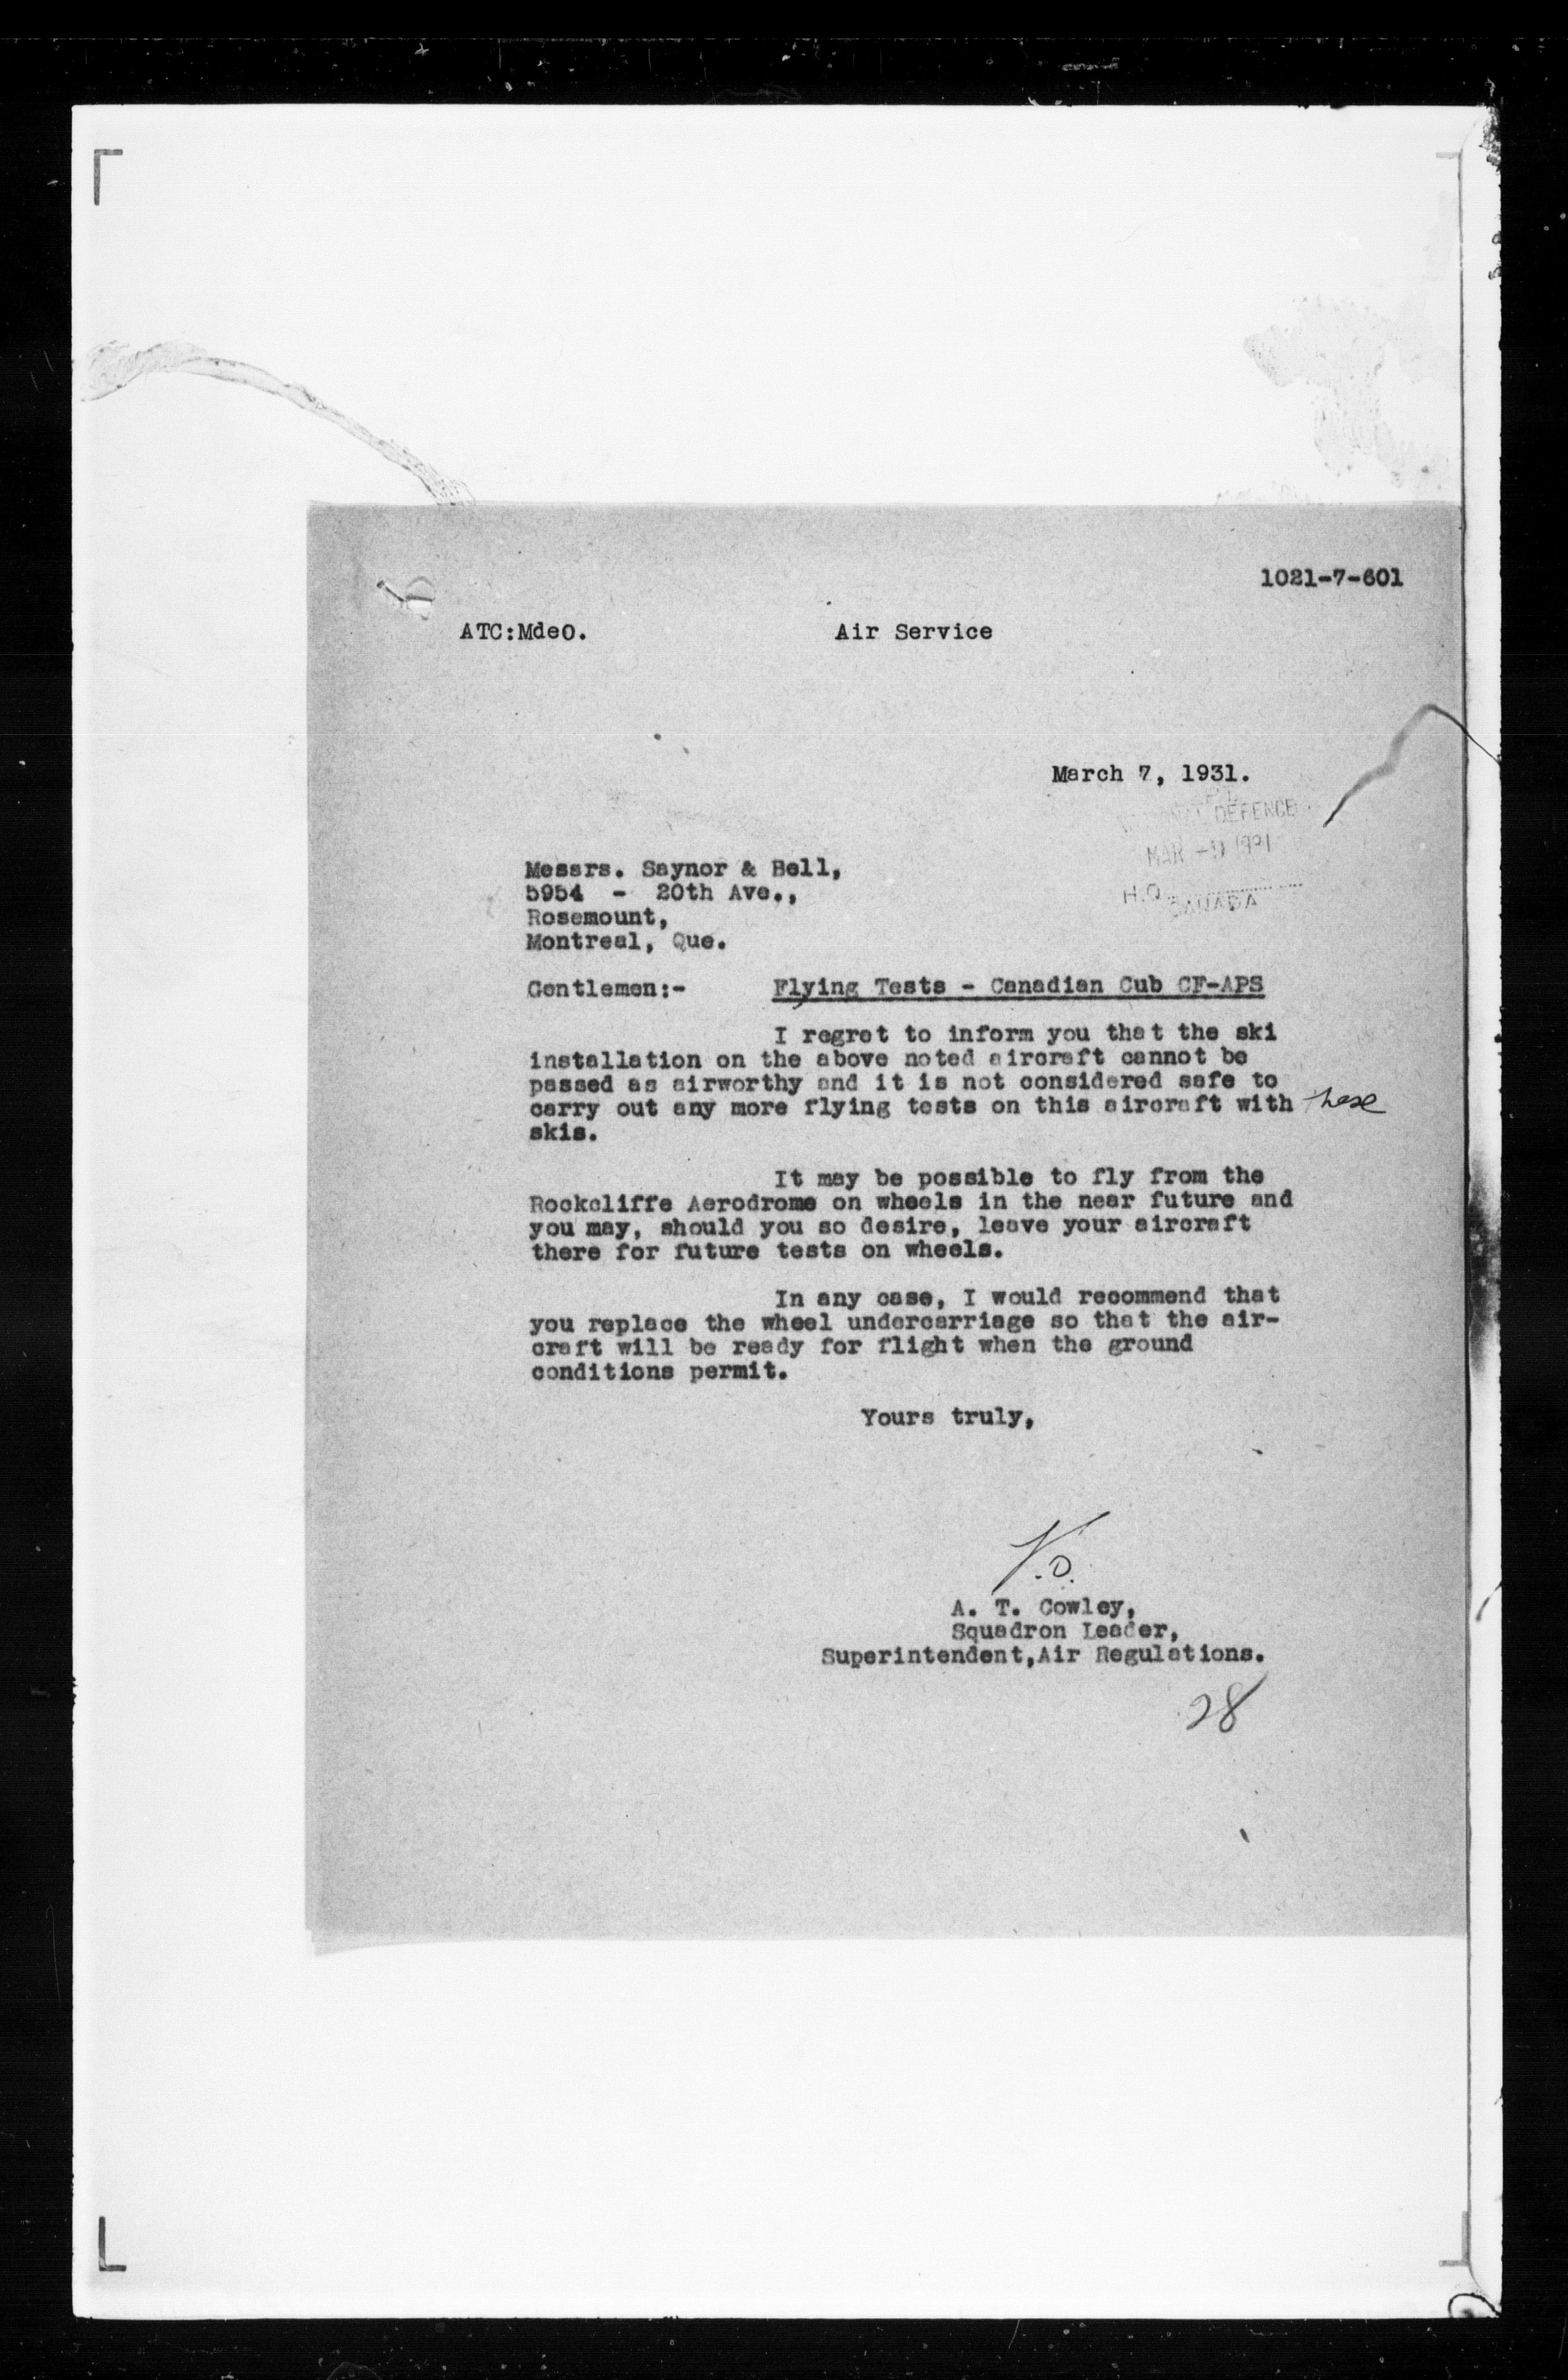 1021-7-601
ATC:MdeO.	Air Service
March 7, 1931.
DEFENCE
MAR 1931
H.Q.
CANADA
Messrs. Saynor & Bell,
5954 - 20th Ave.,
Rosemount,
Montreal, Que.
Gentlemen:-	Flying Tests - Canadian Cub CF-APS
I regret to inform you that the ski
installation on the above noted aircraft cannot be
passed as airworthy and it is not considered safe to
carry out any more flying tests on this aircraft with these
skis.
It may be possible to fly from the
Rockcliffe Aerodrome on wheels in the near future and
you may, should you so desire, leave your aircraft
there for future tests on wheels.
In any case, I would recommend that
you replace the wheel undercarriage so that the air-
craft will be ready for flight when the ground
conditions permit.
Yours truly,
A. T. Cowley,
Squadron Leader,
Superintendent,Air Regulations.
28